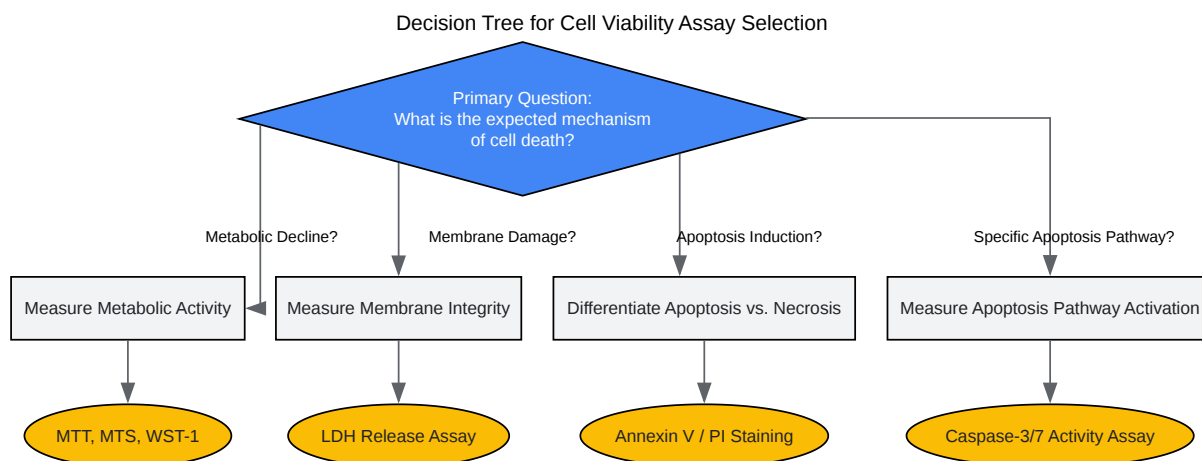 Decision Tree for Cell Viability Assay Selection
Primary Question:
What is the expected mechanism
of cell death?
Metabolic Decline?
Membrane Damage?
Apoptosis Induction?
Specific Apoptosis Pathway?
Measure Metabolic Activity
Measure Membrane Integrity
Differentiate Apoptosis vs. Necrosis
Measure Apoptosis Pathway Activation
MTT, MTS, WST-1
LDH Release Assay
Annexin V / PI Staining
Caspase-3/7 Activity Assay